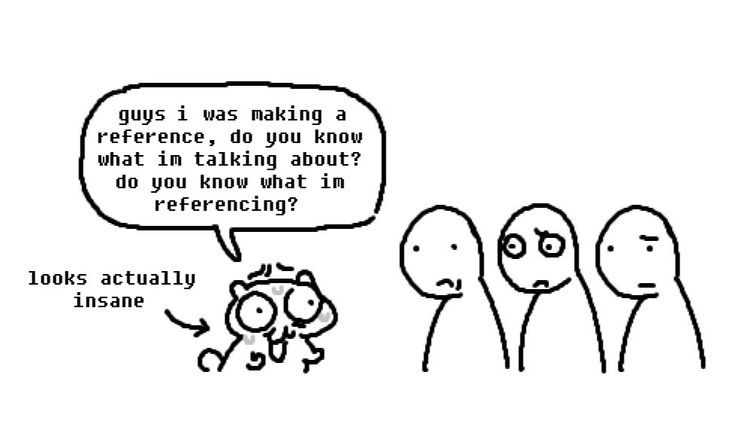 guys i was making a
reference, do you know
what im talking about?
do you know what im
referencing?
looks actually
insane